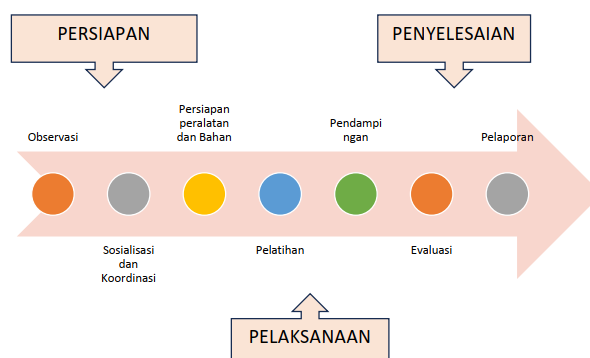 PERSIAPAN
PENYELESAIAN
Observasi
Persiapan
peralatan
dan Bahan
Pendampi
ngan
Pelaporan
Sosialisasi
dan
Koordinasi
Pelatihan
Evaluasi
PELAKSANAAN